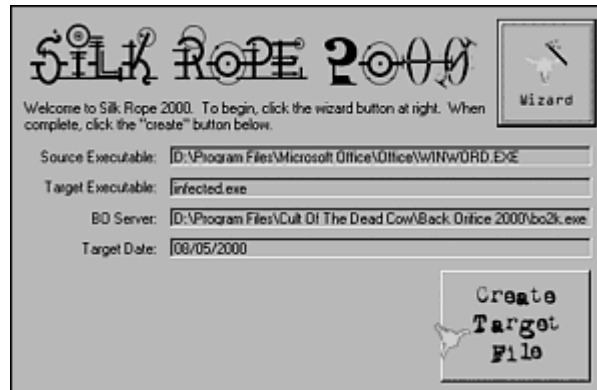 SILK ROPE 2000
Wizard
Welcome to Silk Rope 2000. To begin, click the wizard button at right. When
complete, click the "create" button below.
Source Executable: D:\Program Files\Microsoft Office\Office\WINWORD.EXE
Target Executable: infected.exe
BO Server: D:\Program Files\Cult Of The Dead Cow\Back Orifice 2000\bo2k.exe
Target Date: 08/05/2000
Create
Target
File